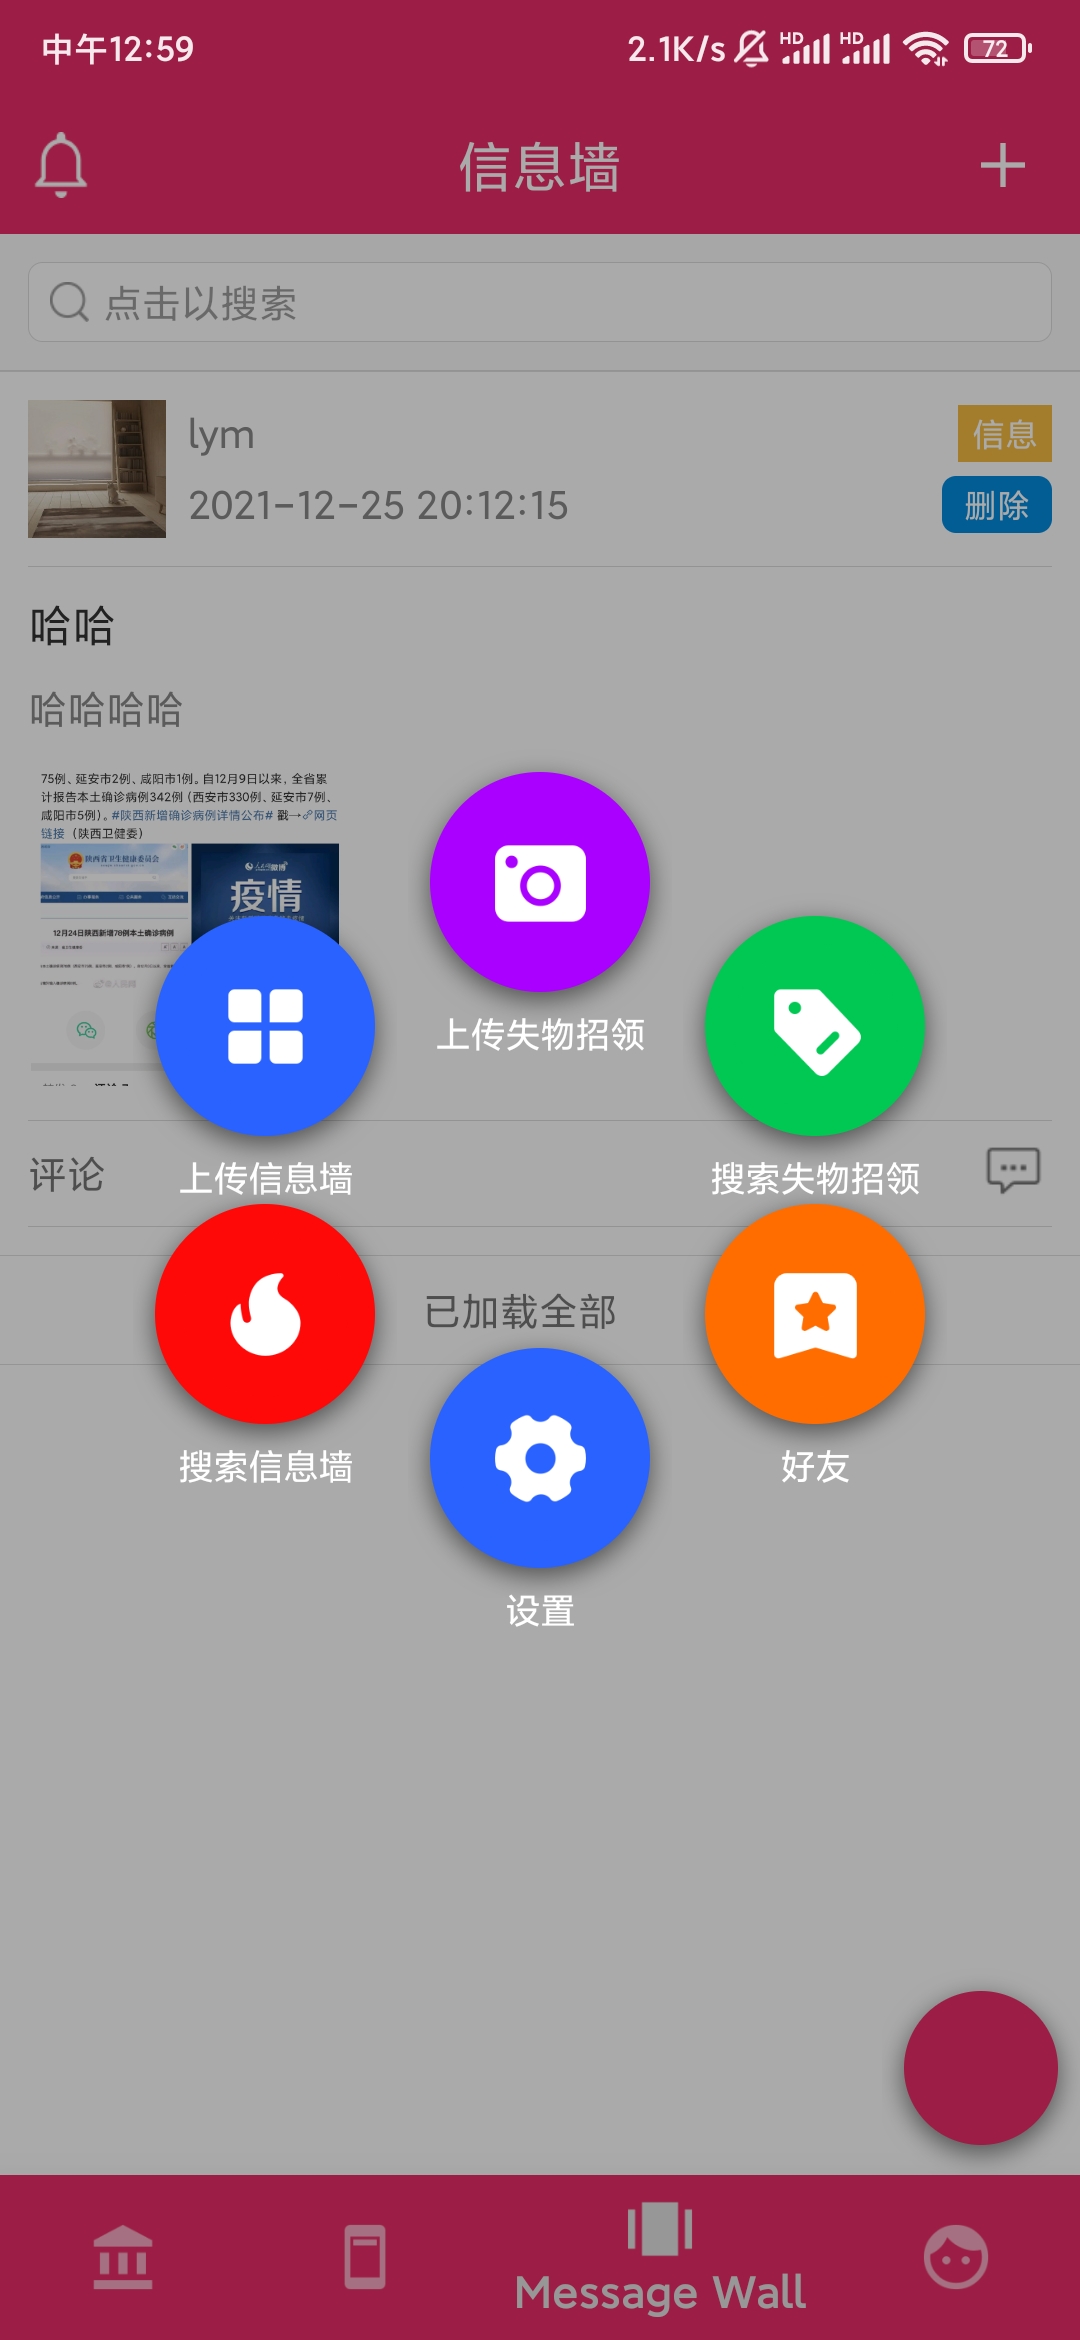 中午12:59
2.1K/s
HD
HD
72
信息墙
点击以搜索
lym
信息
2021-12-25 20:12:15
删除
哈哈
哈哈哈哈
75例、延安市2例、咸阳市1例。自12月9日以来，全省累
计报告本土确诊病例342例（西安市330例、延安市7例、
咸阳市5例）。#陕西新增确诊病例详情公布# 戳→网页
链接（陕西卫健委）
陕西省卫生健康委员会
疫情
12月24日陕西新增78例本土确诊病例
上传失物招领
评论
上传信息墙
搜索失物招领
已加载全部
搜索信息墙
好友
设置
Message Wall